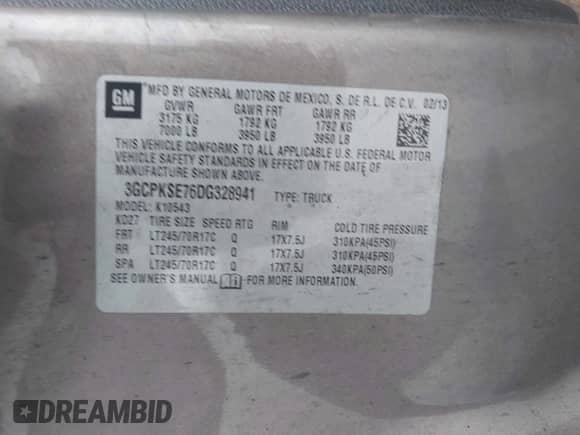 GM
MFD BY GENERAL MOTORS DE MEXICO, S. DE R.L. DE C.V. 02/13
GVWR GAWR FRT GAWR RR
3175 KG 1792 KG 1792 KG
7000 LB 3950 LB 3950 LB
THIS VEHICLE CONFORMS TO ALL APPLICABLE U.S. FEDERAL MOTOR
VEHICLE SAFETY STANDARDS IN EFFECT ON THE DATE OF
MANUFACTURE SHOWN ABOVE.
3GCPKSE76DG328941 TYPE: TRUCK
MODEL: K10543
KD27 TIRE SIZE SPEED RTG RIM COLD TIRE PRESSURE
FRT LT245/70R17C Q 17X7.5J 310KPA(45PSI)
RR LT245/70R17C Q 17X7.5J 310KPA(45PSI)
SPA LT245/70R17C Q 17X7.5J 340KPA(50PSI)
SEE OWNER'S MANUAL FOR MORE INFORMATION.
DREAMBID